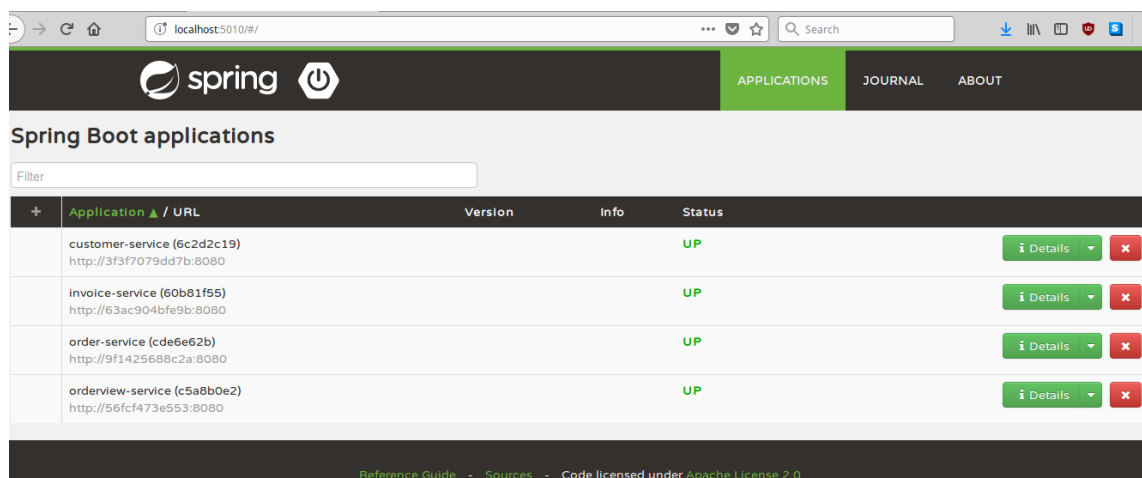 localhost:5010/#/
Search
spring
APPLICATIONS JOURNAL ABOUT
Spring Boot applications
Filter
Application ▲ / URL Version Info Status
customer-service (6c2d2c19) UP i Details
http://3f3f7079dd7b:8080
invoice-service (60b81f55) UP i Details
http://63ac904bfe9b:8080
order-service (cde6e62b) UP i Details
http://9f1425688c2a:8080
orderview-service (c5a8b0e2) UP i Details
http://56fcf473e553:8080
Reference Guide - Sources - Code licensed under Apache License 2.0